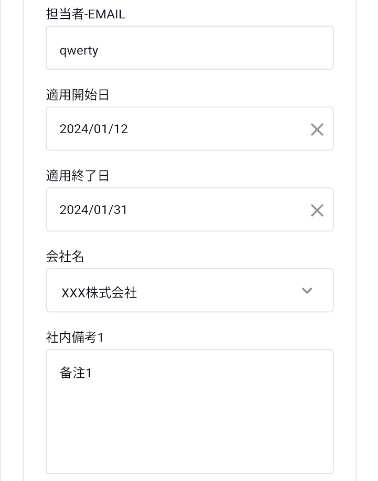 担当者-EMAIL
qwerty
適用開始日
2024/01/12
適用終了日
2024/01/31
会社名
XXX株式会社
社内備考1
备注1